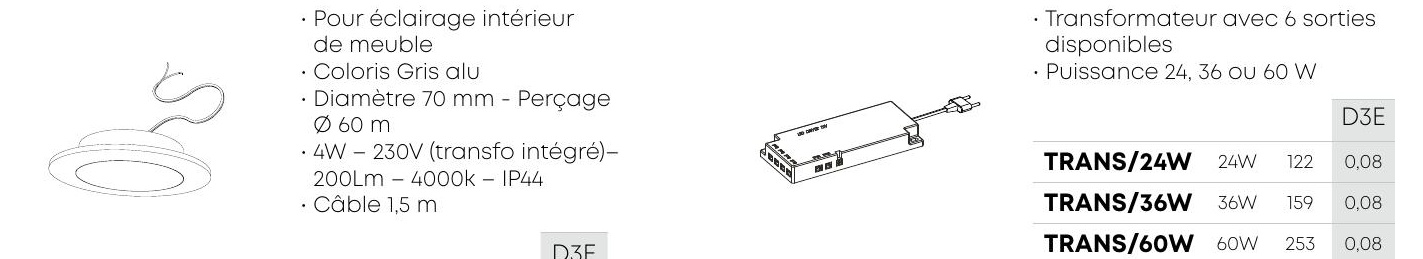 · Pour éclairage intérieur
de meuble
· Coloris Gris alu
· Diamètre 70 mm - Perçage
Ø 60 m
· 4W – 230V (transfo intégré)–
200Lm – 4000k – IP44
· Câble 1,5 m
D3E
· Transformateur avec 6 sorties
disponibles
· Puissance 24, 36 ou 60 W
D3E
TRANS/24W 24W 122 0,08
TRANS/36W 36W 159 0,08
TRANS/60W 60W 253 0,08